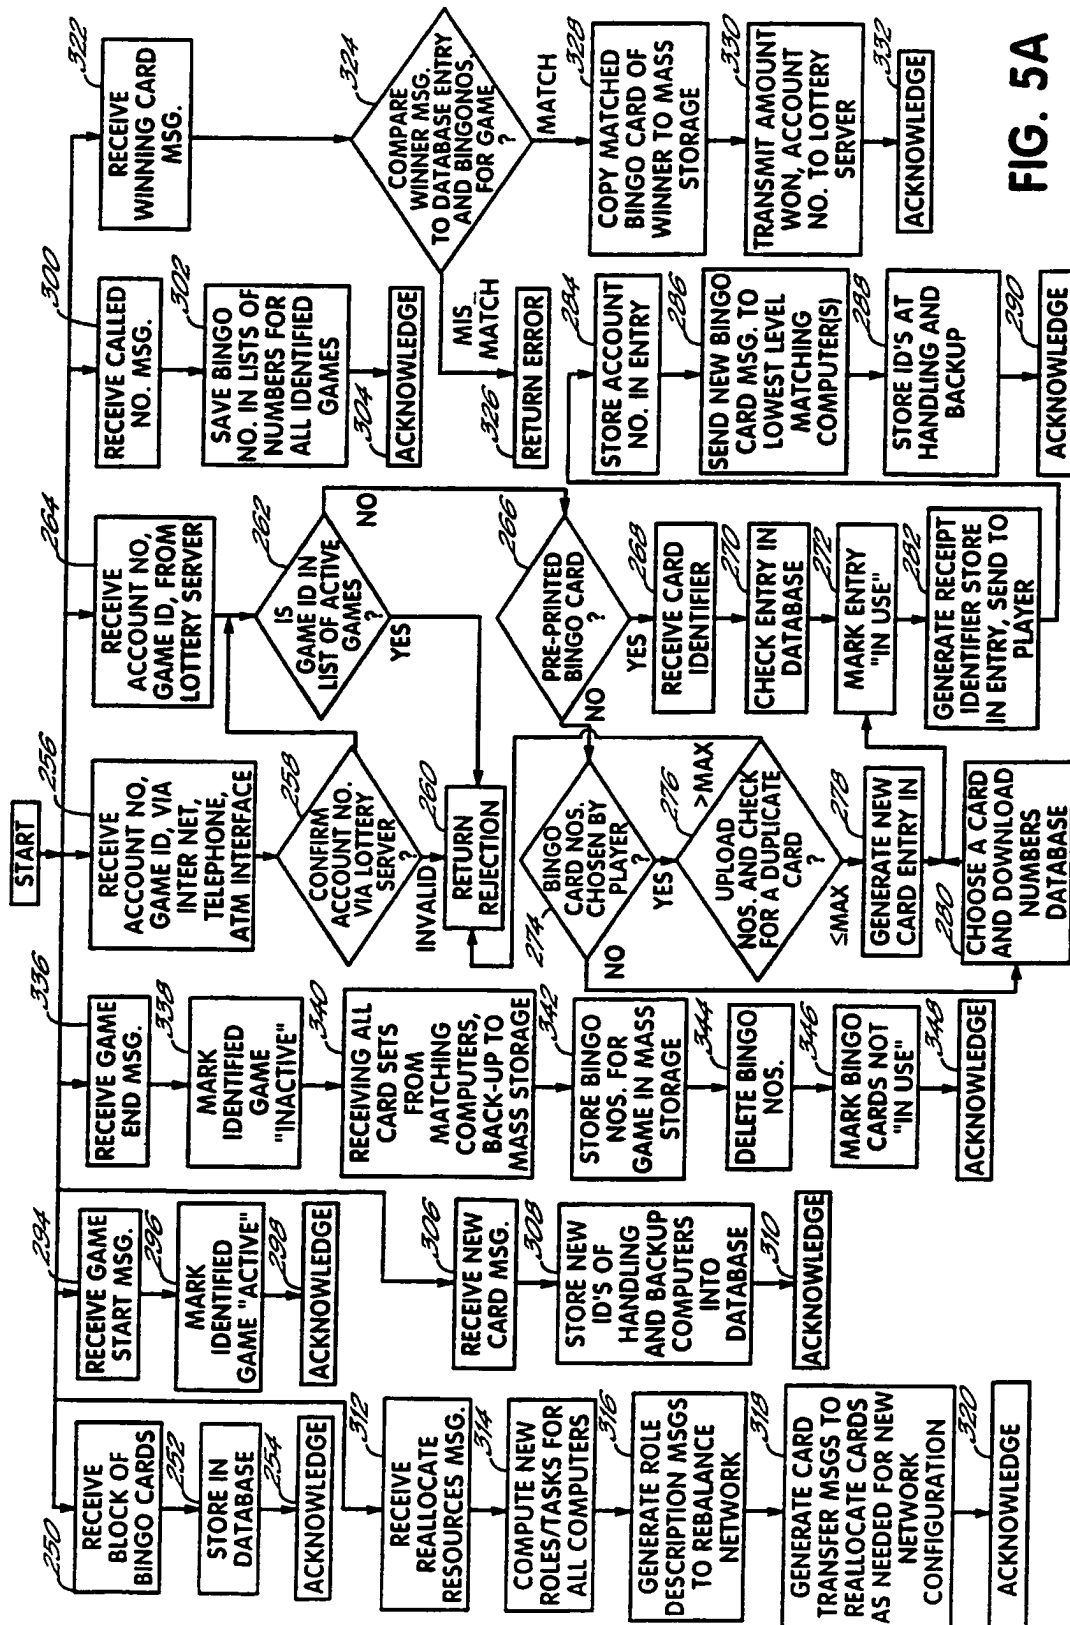 START
250
RECEIVE
BLOCK OF
BINGO CARDS
252
STORE IN
DATABASE
254
ACKNOWLEDGE
312
RECEIVE
REALLOCATE
RESOURCES MSG.
314
COMPUTE NEW
ROLES/TASKS FOR
ALL COMPUTERS
316
GENERATE ROLE
DESCRIPTION MSGS
TO REBALANCE
NETWORK
318
GENERATE CARD
TRANSFER MSGS TO
REALLOCATE CARDS
AS NEEDED FOR NEW
NETWORK
CONFIGURATION
320
ACKNOWLEDGE
294
RECEIVE GAME
START MSG.
296
MARK
IDENTIFIED
GAME "ACTIVE"
298
ACKNOWLEDGE
306
RECEIVE NEW
CARD MSG.
308
STORE NEW
ID'S OF
HANDLING
AND BACKUP
COMPUTERS
INTO
DATABASE
310
ACKNOWLEDGE
336
RECEIVE GAME
END MSG.
338
MARK
IDENTIFIED
GAME
"INACTIVE"
340
RECEIVING ALL
CARD SETS
FROM
MATCHING
COMPUTERS,
BACK-UP TO
MASS STORAGE
342
STORE BINGO
NOS. FOR
GAME IN MASS
STORAGE
344
DELETE BINGO
NOS.
346
MARK BINGO
CARDS NOT
"IN USE"
348
ACKNOWLEDGE
256
RECEIVE
ACCOUNT NO,
GAME ID, VIA
INTER NET,
TELEPHONE,
ATM INTERFACE
258
CONFIRM
ACCOUNT NO.
VIA LOTTERY
SERVER
?
INVALID
260
RETURN
REJECTION
274
BINGO
CARD NOS.
CHOSEN BY
PLAYER
?
YES
NO
276
>MAX
UPLOAD
NOS. AND CHECK
FOR A DUPLICATE
CARD
?
≤MAX
278
GENERATE NEW
CARD ENTRY IN
280
CHOOSE A CARD
AND DOWNLOAD
NUMBERS
DATABASE
264
RECEIVE
ACCOUNT NO,
GAME ID, FROM
LOTTERY SERVER
262
IS
GAME ID IN
LIST OF ACTIVE
GAMES
?
NO
YES
266
PRE-PRINTED
BINGO CARD
?
YES
NO
268
RECEIVE CARD
IDENTIFIER
270
CHECK ENTRY IN
DATABASE
272
MARK ENTRY
"IN USE"
282
GENERATE RECEIPT
IDENTIFIER STORE
IN ENTRY, SEND TO
PLAYER
300
RECEIVE CALLED
NO. MSG.
302
SAVE BINGO
NO. IN LISTS OF
NUMBERS FOR
ALL IDENTIFIED
GAMES
304
ACKNOWLEDGE
MIS
MATCH
326
RETURN ERROR
284
STORE ACCOUNT
NO. IN ENTRY
286
SEND NEW BINGO
CARD MSG. TO
LOWEST LEVEL
MATCHING
COMPUTER(S)
288
STORE ID'S AT
HANDLING AND
BACKUP
290
ACKNOWLEDGE
322
RECEIVE
WINNING CARD
MSG.
324
COMPARE
WINNER MSG.
TO DATABASE ENTRY
AND BINGONOS.
FOR GAME
?
MATCH
328
COPY MATCHED
BINGO CARD OF
WINNER TO MASS
STORAGE
330
TRANSMIT AMOUNT
WON, ACCOUNT
NO. TO LOTTERY
SERVER
332
ACKNOWLEDGE
FIG. 5A